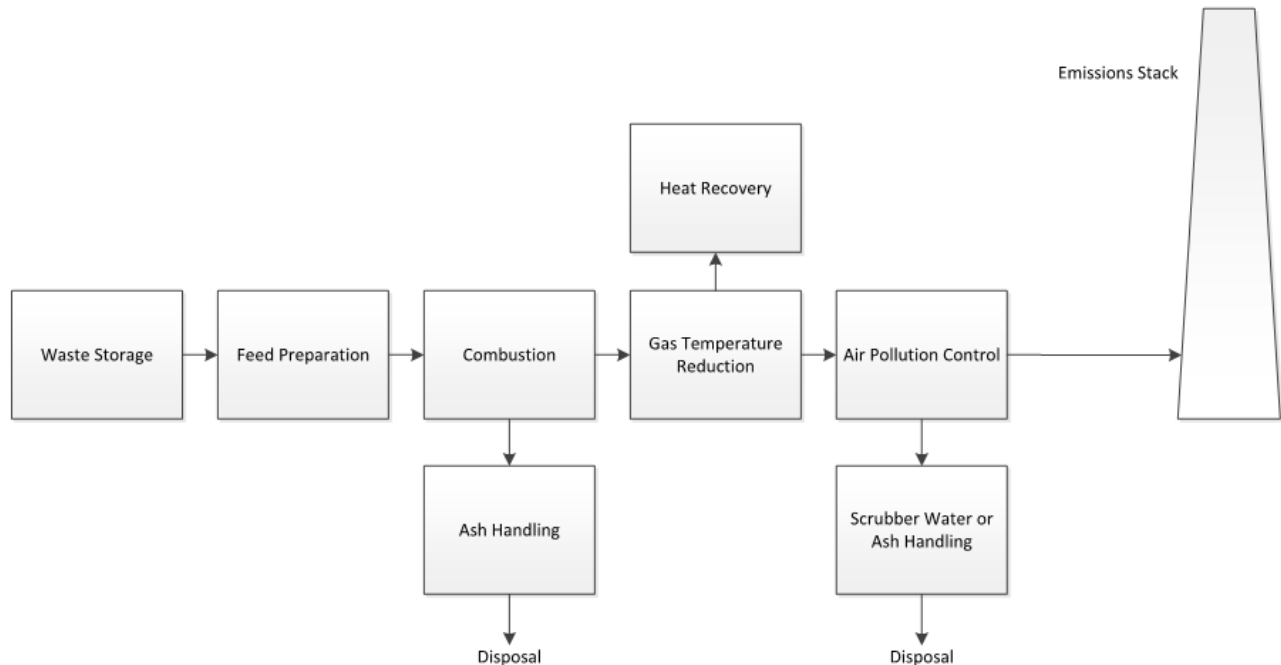 Emissions Stack
Heat Recovery
Waste Storage
Feed Preparation
Combustion
Gas Temperature
Reduction
Air Pollution Control
Ash Handling
Scrubber Water or
Ash Handling
Disposal
Disposal